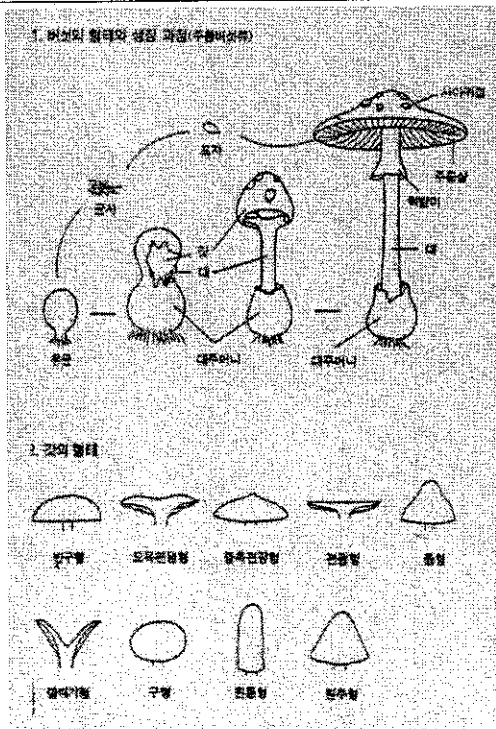 1. 버섯의 형태와 생장 과정(주름버섯류)
사마귀점
포자
주름살
턱받이
균사
갓
대
대
유균
대주머니
대주머니
2. 갓의 형태
반구형
오목편평형
중축편평형
편평형
종형
깔때기형
구형
원통형
원추형